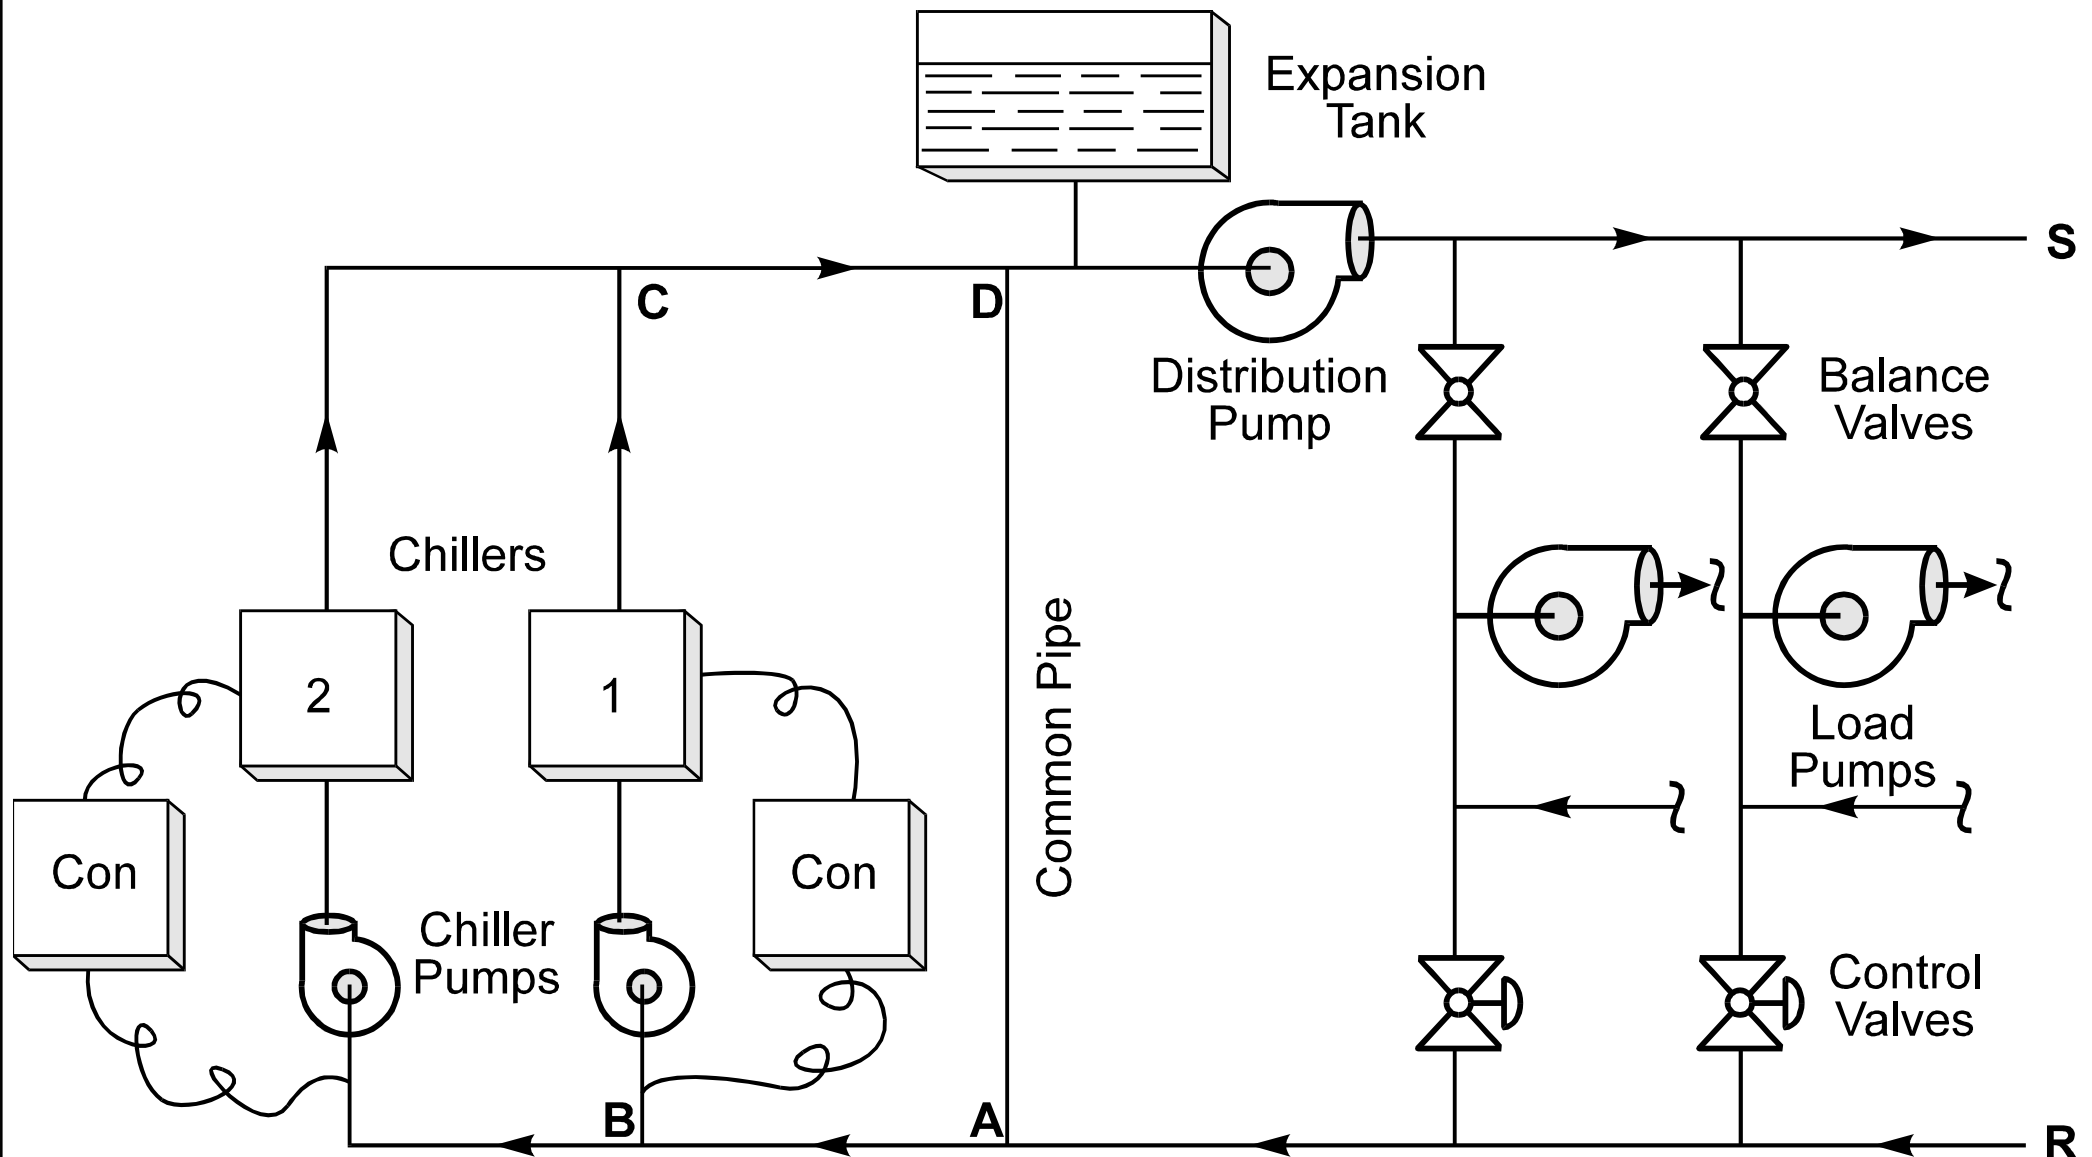 Expansion
Tank
S
C
D
Distribution
Pump
Balance
Valves
Chillers
Common Pipe
2
1
Load
Pumps
Con
Con
Chiller
Pumps
Control
Valves
B
A
R